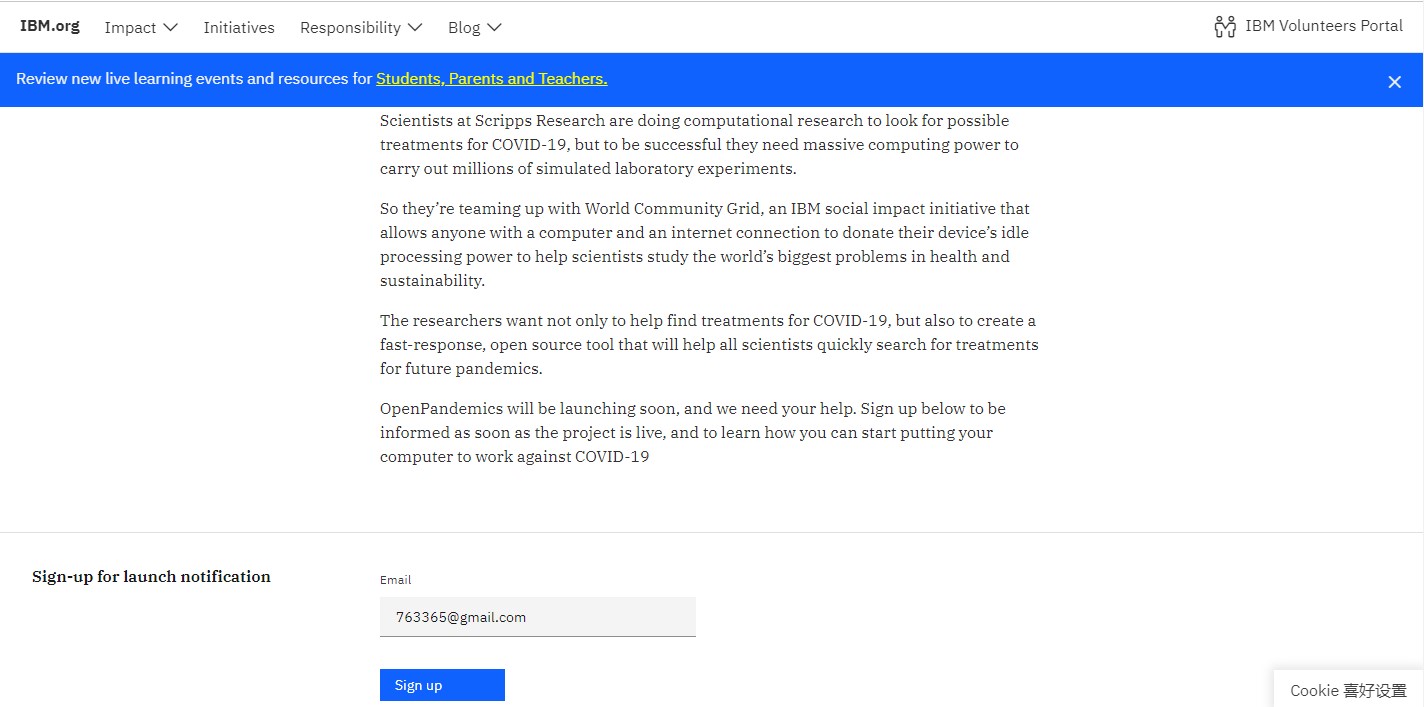 IBM.org Impact Initiatives Responsibility Blog IBM Volunteers Portal
Review new live learning events and resources for Students, Parents and Teachers.
Scientists at Scripps Research are doing computational research to look for possible
treatments for COVID-19, but to be successful they need massive computing power to
carry out millions of simulated laboratory experiments.
So they’re teaming up with World Community Grid, an IBM social impact initiative that
allows anyone with a computer and an internet connection to donate their device’s idle
processing power to help scientists study the world’s biggest problems in health and
sustainability.
The researchers want not only to help find treatments for COVID-19, but also to create a
fast-response, open source tool that will help all scientists quickly search for treatments
for future pandemics.
OpenPandemics will be launching soon, and we need your help. Sign up below to be
informed as soon as the project is live, and to learn how you can start putting your
computer to work against COVID-19
Sign-up for launch notification
Email
763365@gmail.com
Sign up
Cookie 喜好设置